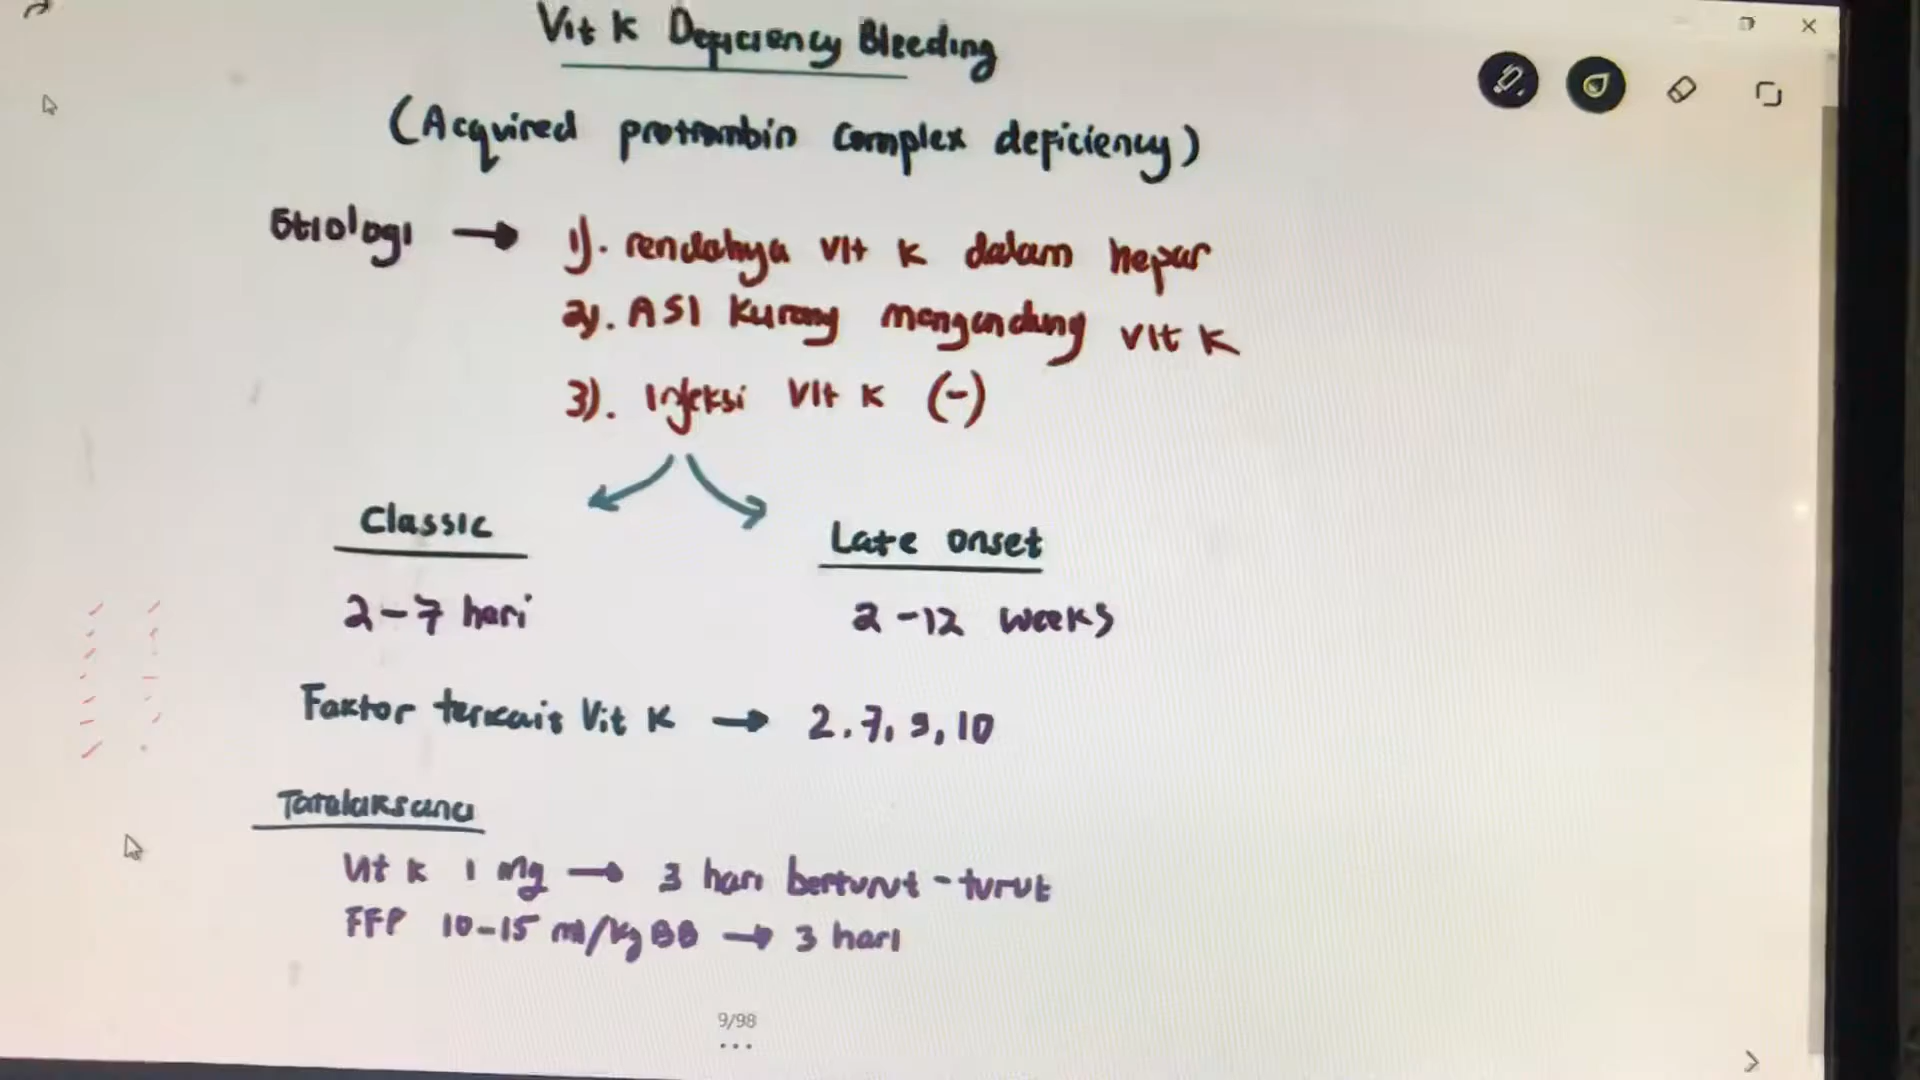 Vit K Deficiency Bleeding
(Acquired protrombin complex deficiency)
Etiologi → 1). rendahya vit K dalam hepar
2). ASI kurang mengandung vit K
3). Injeksi Vit K (-)
Classic
Late onset
2-7 hari
2-12 weeks
Faktor terkait Vit K → 2. 7, 9, 10
Tatalaksana
Vit K 1 mg → 3 hari berturut-turut
FFP 10-15 ml/kg BB → 3 hari
9/98